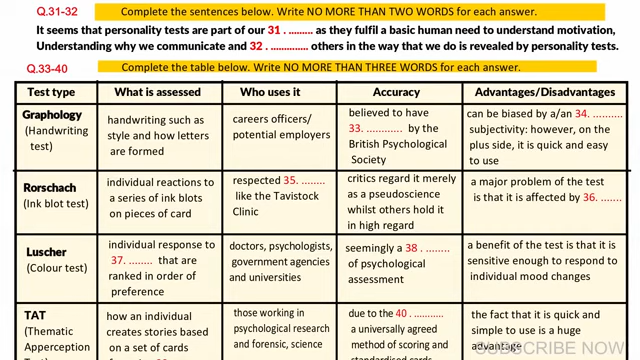 Q.31-32
Complete the sentences below. Write NO MORE THAN TWO WORDS for each answer.
It seems that personality tests are part of our 31 . ......... as they fulfil a basic human need to understand motivation,
Understanding why we communicate and 32 . .............. others in the way that we do is revealed by personality tests.
Q.33-40
Complete the table below. Write NO MORE THAN THREE WORDS for each answer.
Test type
What is assessed
Who uses it
Accuracy
Advantages/Disadvantages
Graphology
(Handwriting
test)
handwriting such as
style and how letters
are formed
careers officers/
potential employers
believed to have
33. ............ by the
British Psychological
Society
can be biased by a/an 34. ..........
subjectivity: however, on the
plus side, it is quick and easy
to use
Rorschach
(Ink blot test)
individual reactions to
a series of ink blots
on pieces of card
respected 35. ........
like the Tavistock
Clinic
critics regard it merely
as a pseudoscience
whilst others hold it
in high regard
a major problem of the test
is that it is affected by 36. .......
Luscher
(Colour test)
individual response to
37. ........ that are
ranked in order of
preference
doctors, psychologists,
government agencies
and universities
seemingly a 38 . ........
of psychological
assessment
a benefit of the test is that it is
sensitive enough to respond to
individual mood changes
TAT
(Thematic
Apperception
how an individual
creates stories based
on a set of cards
those working in
psychological research
and forensic, science
due to the 40 . ...........
a universally agreed
method of scoring and
standardised cards
the fact that it is quick and
simple to use is a huge
advantage
SUBSCRIBE NOW